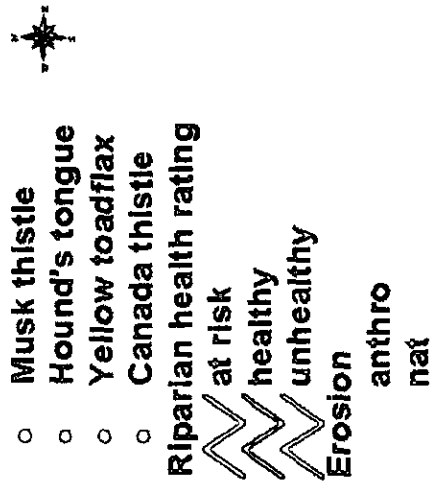 Musk thistle
Hound's tongue
Yellow toadflax
Canada thistle
Riparian health rating
at risk
healthy
unhealthy
Erosion
anthro
nat